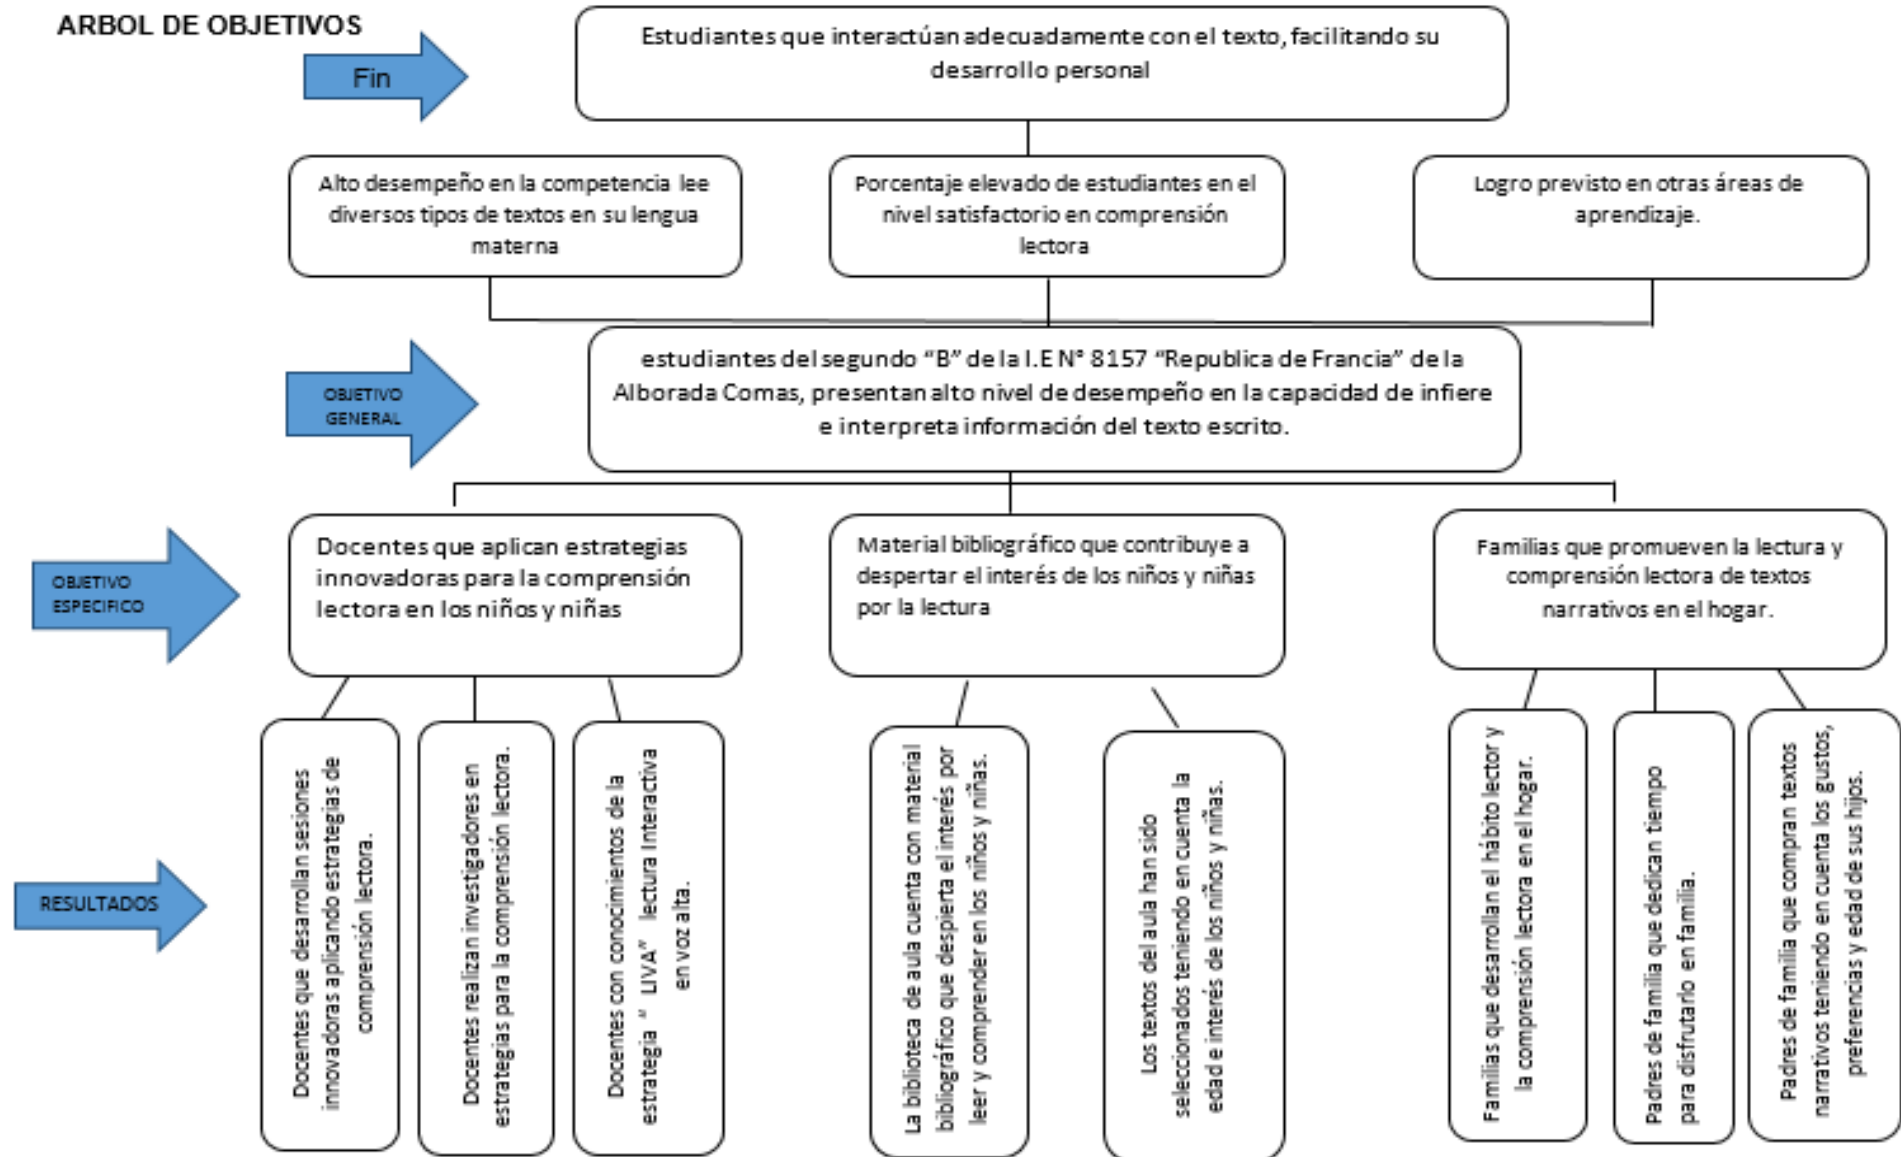 ARBOL DE OBJETIVOS
Fin
Estudiantes que interactúan adecuadamente con el texto, facilitando su
desarrollo personal
Alto desempeño en la competencia lee
diversos tipos de textos en su lengua
materna
Porcentaje elevado de estudiantes en el
nivel satisfactorio en comprensión
lectora
Logro previsto en otras áreas de
aprendizaje.
OBJETIVO
GENERAL
estudiantes del segundo “B” de la I.E N° 8157 “Republica de Francia” de la
Alborada Comas, presentan alto nivel de desempeño en la capacidad de infiere
e interpreta información del texto escrito.
OBJETIVO
ESPECIFICO
Docentes que aplican estrategias
innovadoras para la comprensión
lectora en los niños y niñas
Material bibliográfico que contribuye a
despertar el interés de los niños y niñas
por la lectura
Familias que promueven la lectura y
comprensión lectora de textos
narrativos en el hogar.
RESULTADOS
Docentes que desarrollan sesiones
innovadoras aplicando estrategias de
comprensión lectora.
Docentes realizan investigadores en
estrategias para la comprensión lectora.
Docentes con conocimientos de la
estrategia “ LIVA” lectura Interactiva
en voz alta.
La biblioteca de aula cuenta con material
bibliográfico que despierta el interés por
leer y comprender en los niños y niñas.
Los textos del aula han sido
seleccionados teniendo en cuenta la
edad e interés de los niños y niñas.
Familias que desarrollan el hábito lector y
la comprensión lectora en el hogar.
Padres de familia que dedican tiempo
para disfrutarlo en familia.
Padres de familia que compran textos
narrativos teniendo en cuenta los gustos,
preferencias y edad de sus hijos.